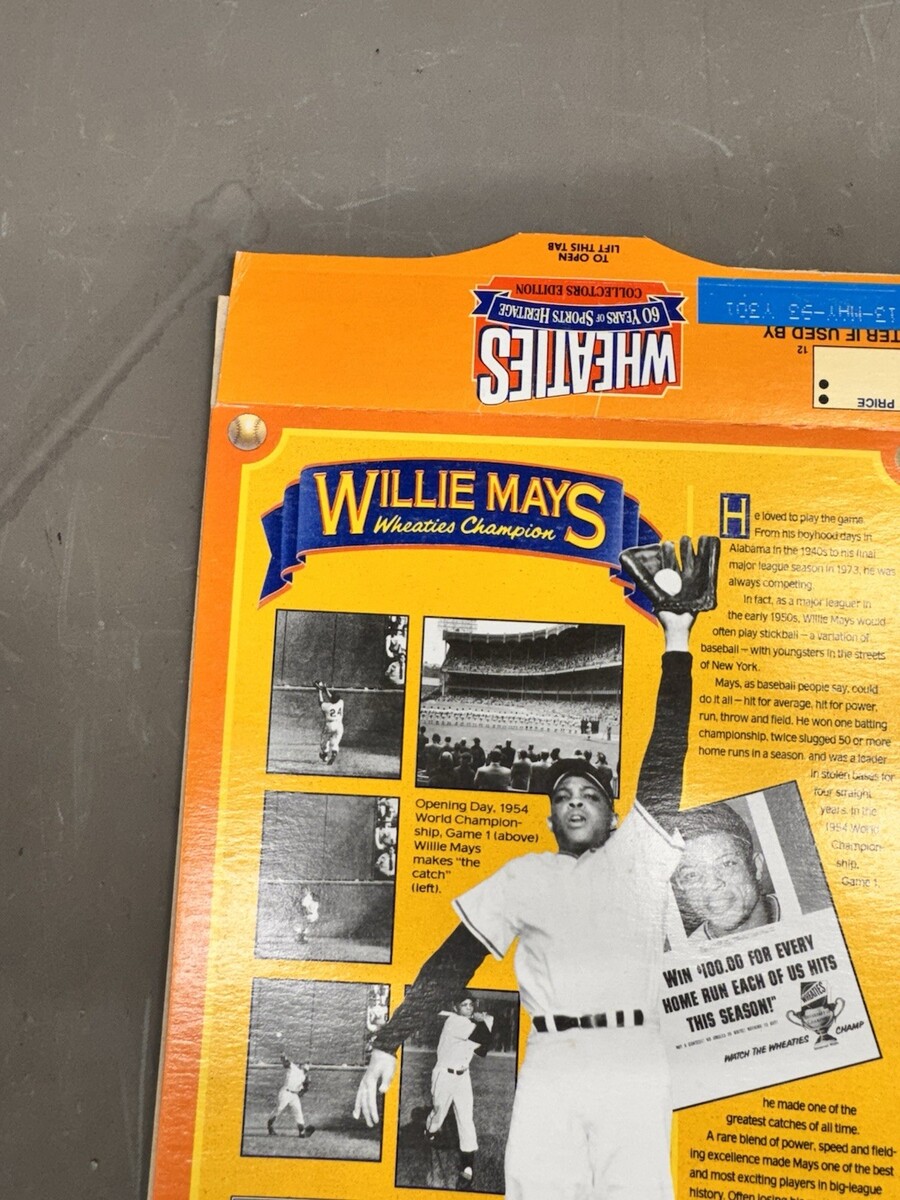 TO OPEN
LIFT THIS TAB
WHEATIES
60 YEARS OF SPORTS HERITAGE
COLLECTORS EDITION
13-MAY-93 Y301
TER IF USED BY
12
PRICE
WILLIE MAYS
Wheaties Champion
He loved to play the game.
From his boyhood days in
Alabama in the 1940s to his final
major league season in 1973, he was
always competing.
In fact, as a major leaguer in
the early 1950s, Willie Mays would
often play stickball – a variation of
baseball – with youngsters in the streets
of New York.
Mays, as baseball people say, could
do it all – hit for average, hit for power,
run, throw and field. He won one batting
championship, twice slugged 50 or more
home runs in a season, and was a leader
in stolen bases for
four straight
years. In the
1954 World
Champion-
ship,
Game 1,
24
Opening Day, 1954
World Champion-
ship, Game 1 (above)
Willie Mays
makes "the
catch"
(left).
WIN $100.00 FOR EVERY
HOME RUN EACH OF US HITS
THIS SEASON!"
WHEATIES
WATCH THE WHEATIES CHAMP
he made one of the
greatest catches of all time.
A rare blend of power, speed and field-
ing excellence made Mays one of the best
and most exciting players in big-league
history. Often